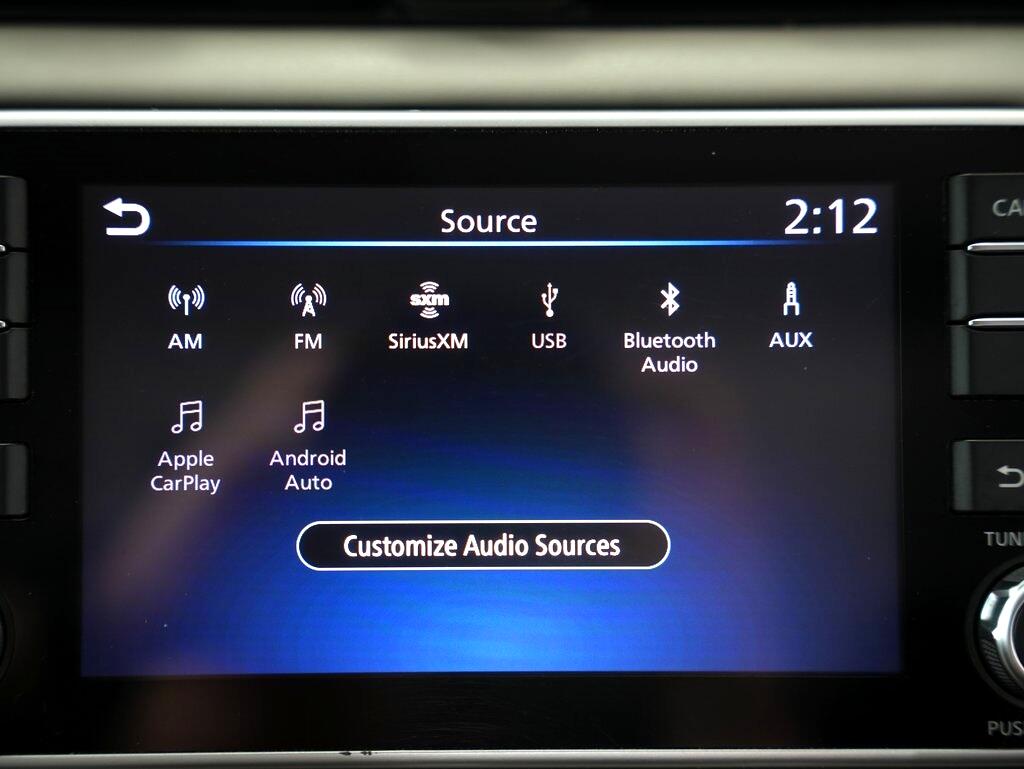 Source
2:12
AM
FM
sxm
SiriusXM
USB
Bluetooth
Audio
AUX
Apple
CarPlay
Android
Auto
Customize Audio Sources